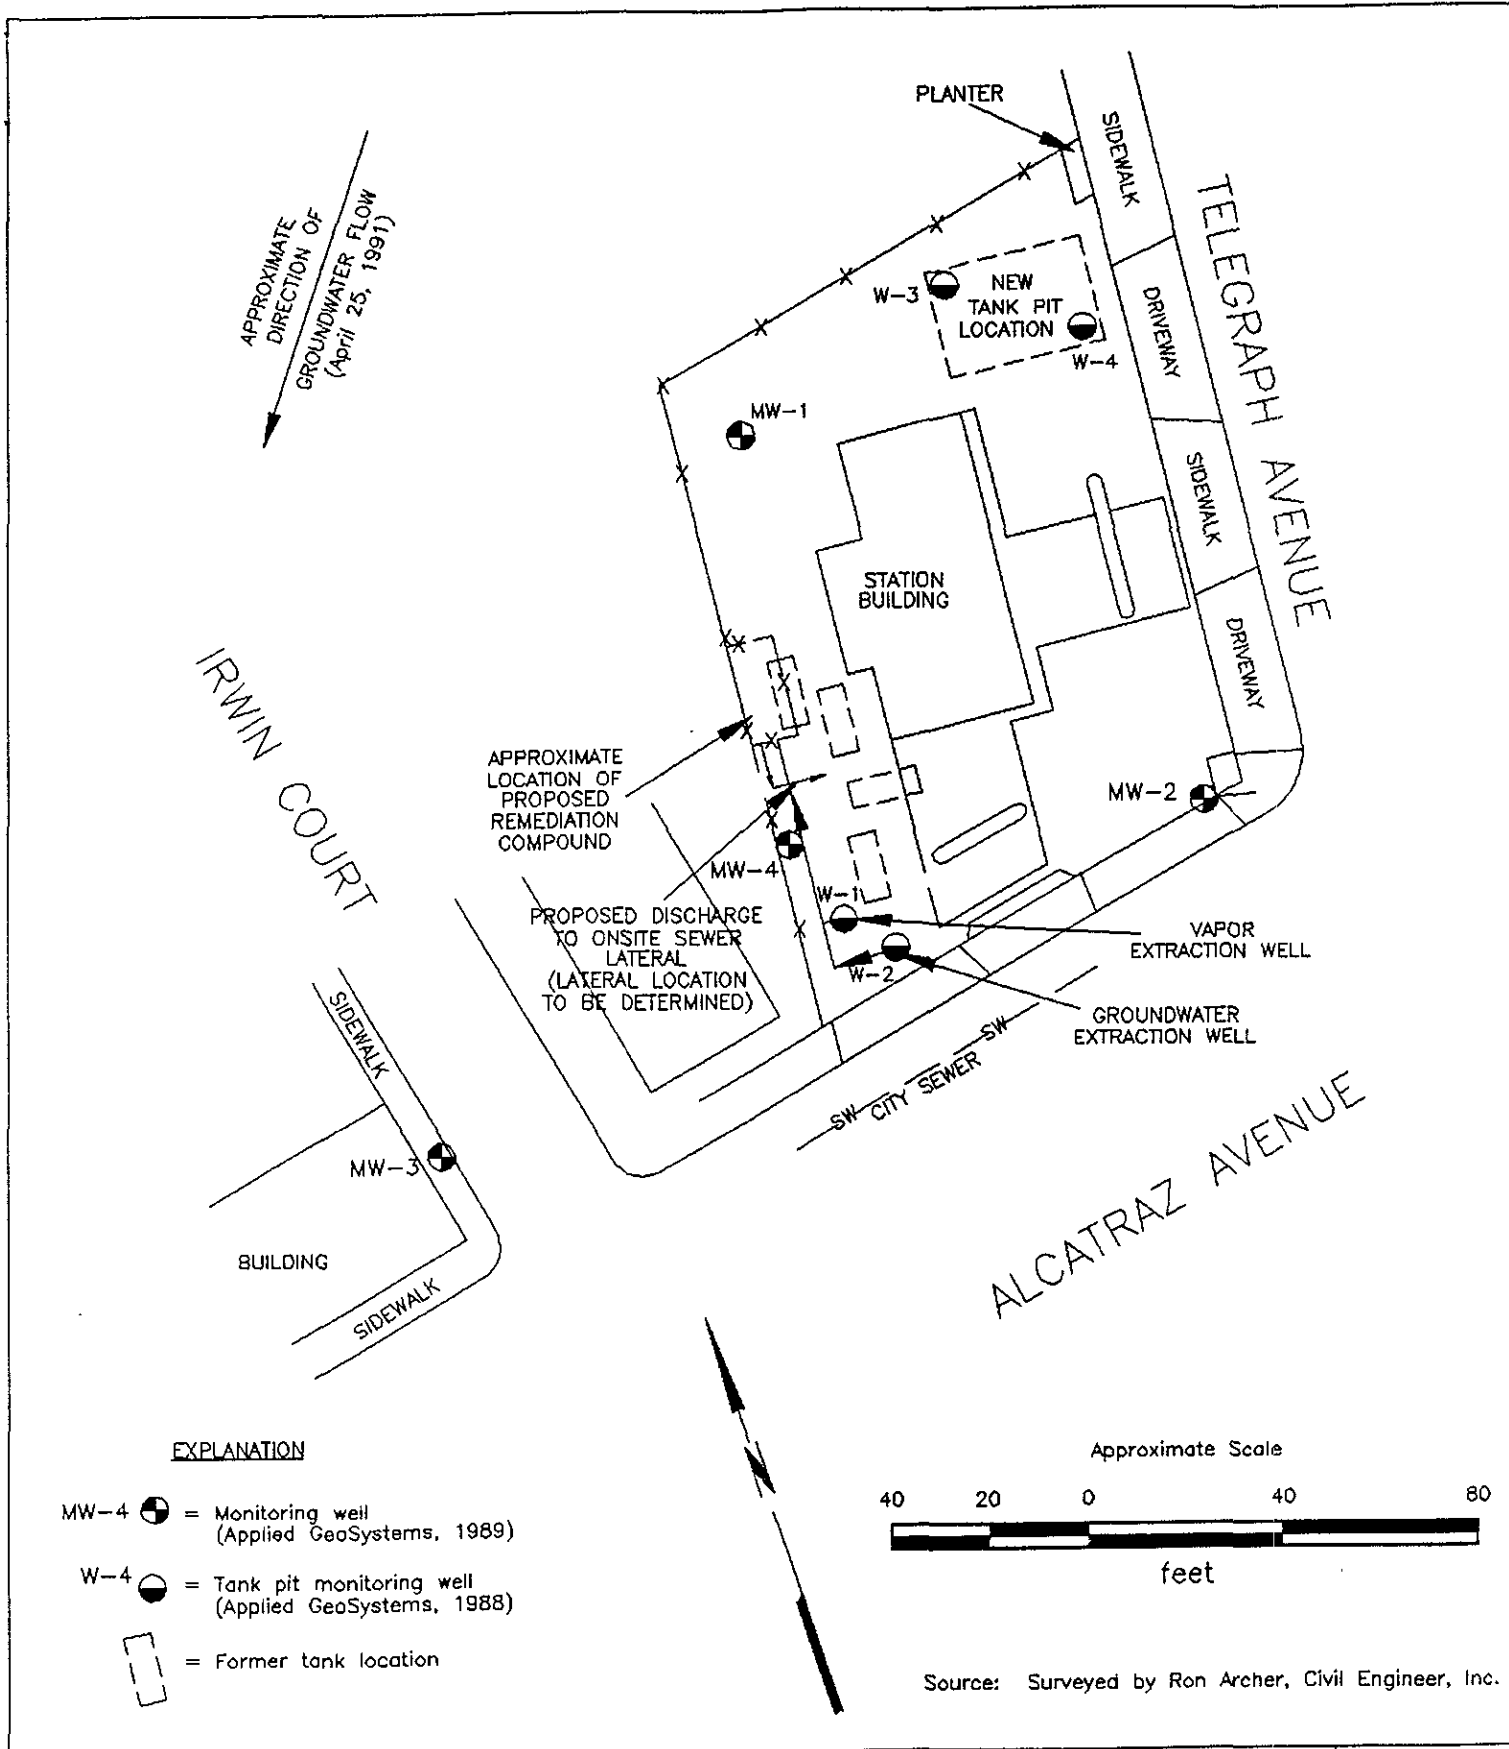 PLANTER
SIDEWALK
TELEGRAPH AVENUE
APPROXIMATE
DIRECTION OF
GROUNDWATER FLOW
(April 25, 1991)
W-3
NEW
TANK PIT
LOCATION
W-4
DRIVEWAY
MW-1
SIDEWALK
STATION
BUILDING
DRIVEWAY
IRWIN COURT
APPROXIMATE
LOCATION OF
PROPOSED
REMEDIATION
COMPOUND
MW-2
MW-4
W-1
PROPOSED DISCHARGE
TO ONSITE SEWER
LATERAL
(LATERAL LOCATION
TO BE DETERMINED)
W-2
VAPOR
EXTRACTION WELL
GROUNDWATER
EXTRACTION WELL
SW CITY SEWER SW
SIDEWALK
MW-3
BUILDING
SIDEWALK
ALCATRAZ AVENUE
N
EXPLANATION
MW-4 = Monitoring well
(Applied GeoSystems, 1989)
W-4 = Tank pit monitoring well
(Applied GeoSystems, 1988)
= Former tank location
Approximate Scale
40 20 0 40 80
feet
Source: Surveyed by Ron Archer, Civil Engineer, Inc.